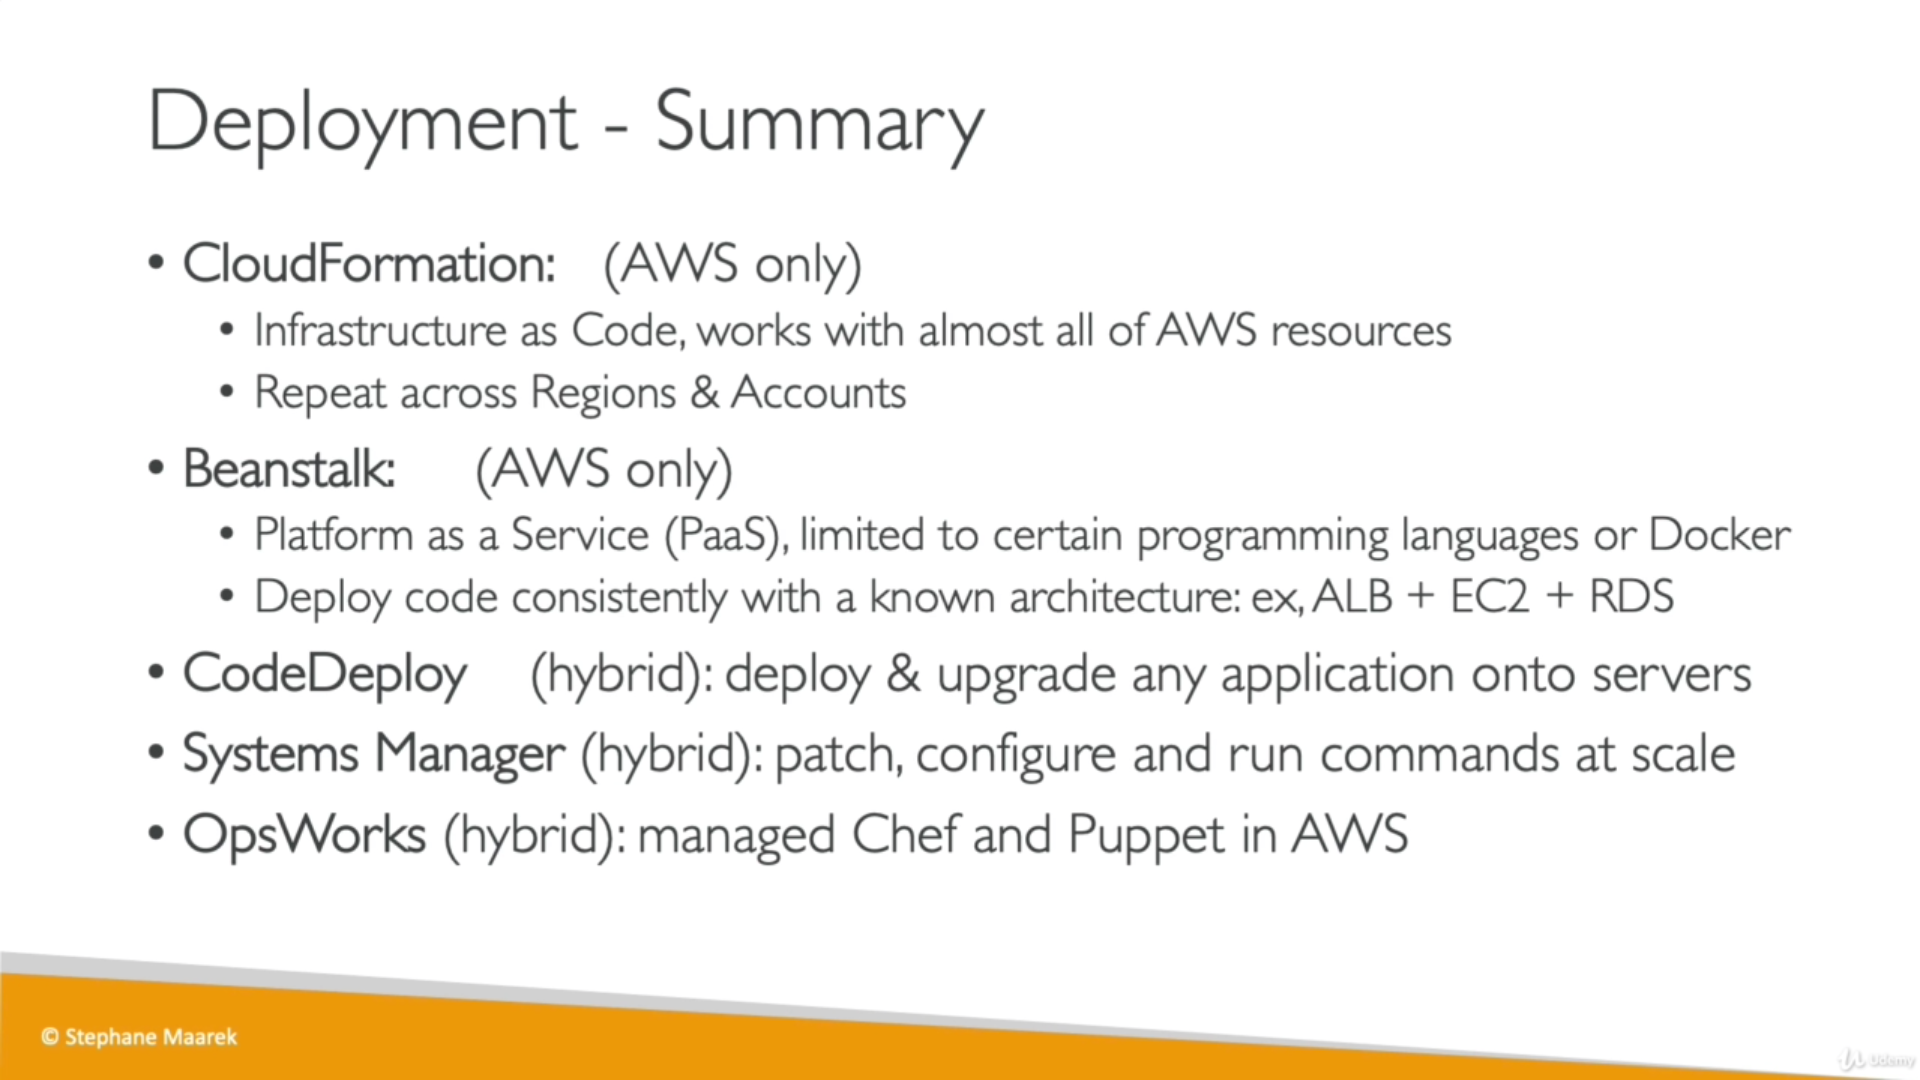 Deployment - Summary
• CloudFormation: (AWS only)
• Infrastructure as Code, works with almost all of AWS resources
• Repeat across Regions & Accounts
• Beanstalk: (AWS only)
• Platform as a Service (PaaS), limited to certain programming languages or Docker
• Deploy code consistently with a known architecture: ex, ALB + EC2 + RDS
• CodeDeploy (hybrid): deploy & upgrade any application onto servers
• Systems Manager (hybrid): patch, configure and run commands at scale
• OpsWorks (hybrid): managed Chef and Puppet in AWS
© Stephane Maarek
Udemy